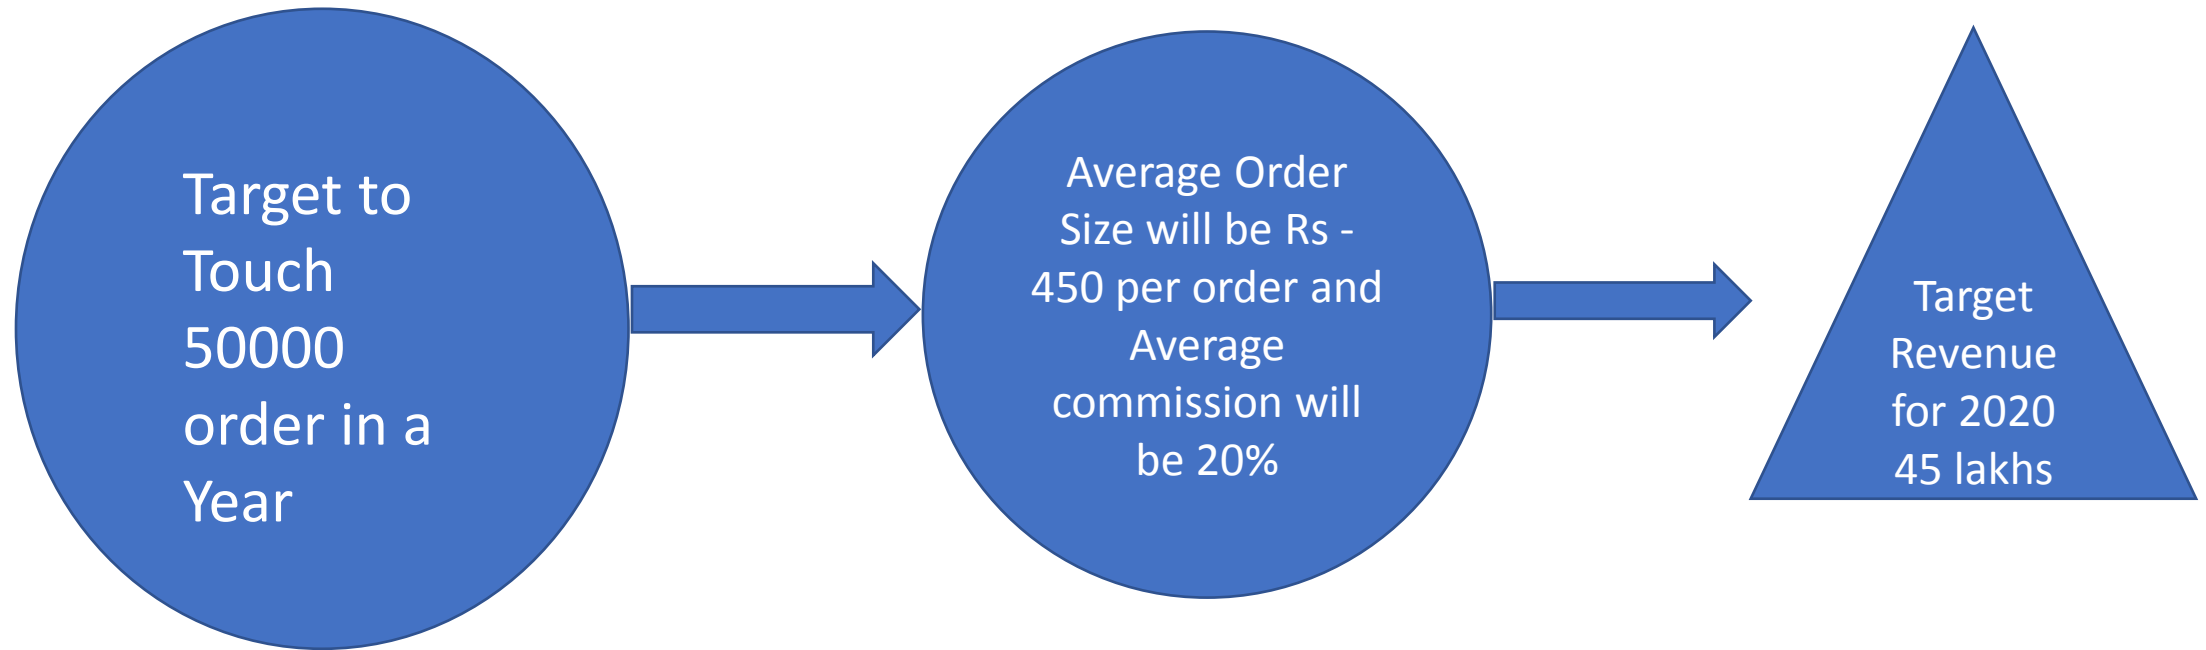 Target to
Touch
50000
order in a
Year
Average Order
Size will be Rs -
450 per order and
Average
commission will
be 20%
Target
Revenue
for 2020
45 lakhs